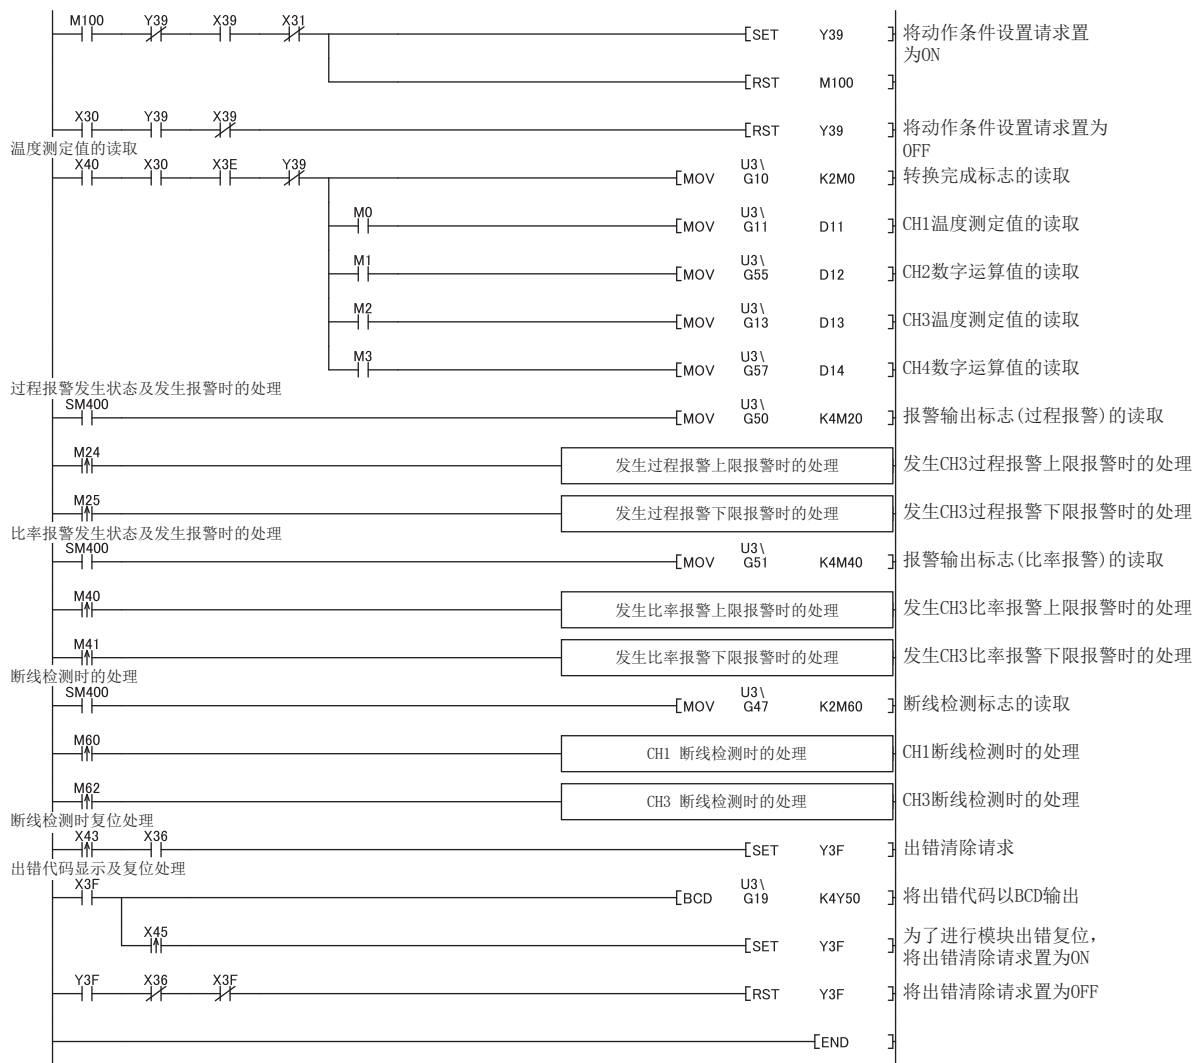 M100 Y39 X39 X31
[SET Y39 ] 将动作条件设置请求置
为ON
[RST M100 ]
X30 Y39 X39
[RST Y39 ] 将动作条件设置请求置为
OFF
温度测定值的读取
X40 X30 X3E Y39
[MOV U3\G10 K2M0 ] 转换完成标志的读取
M0
[MOV U3\G11 D11 ] CH1温度测定值的读取
M1
[MOV U3\G55 D12 ] CH2数字运算值的读取
M2
[MOV U3\G13 D13 ] CH3温度测定值的读取
M3
[MOV U3\G57 D14 ] CH4数字运算值的读取
过程报警发生状态及发生报警时的处理
SM400
[MOV U3\G50 K4M20 ] 报警输出标志(过程报警)的读取
M24
发生过程报警上限报警时的处理 发生CH3过程报警上限报警时的处理
M25
发生过程报警下限报警时的处理 发生CH3过程报警下限报警时的处理
比率报警发生状态及发生报警时的处理
SM400
[MOV U3\G51 K4M40 ] 报警输出标志(比率报警)的读取
M40
发生比率报警上限报警时的处理 发生CH3比率报警上限报警时的处理
M41
发生比率报警下限报警时的处理 发生CH3比率报警下限报警时的处理
断线检测时的处理
SM400
[MOV U3\G47 K2M60 ] 断线检测标志的读取
M60
CH1 断线检测时的处理 CH1断线检测时的处理
M62
CH3 断线检测时的处理 CH3断线检测时的处理
断线检测时复位处理
X43 X36
[SET Y3F ] 出错清除请求
出错代码显示及复位处理
X3F
[BCD U3\G19 K4Y50 ] 将出错代码以BCD输出
X45
[SET Y3F ] 为了进行模块出错复位,
将出错清除请求置为ON
Y3F X36 X3F
[RST Y3F ] 将出错清除请求置为OFF
[END ]